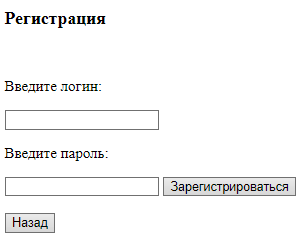 Регистрация
Введите логин:
Введите пароль:
Зарегистрироваться
Назад